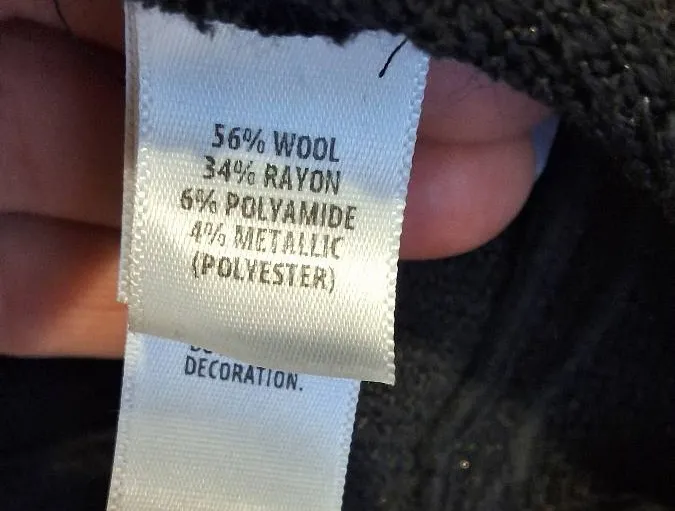 56% WOOL
34% RAYON
6% POLYAMIDE
4% METALLIC
(POLYESTER)
DECORATION.